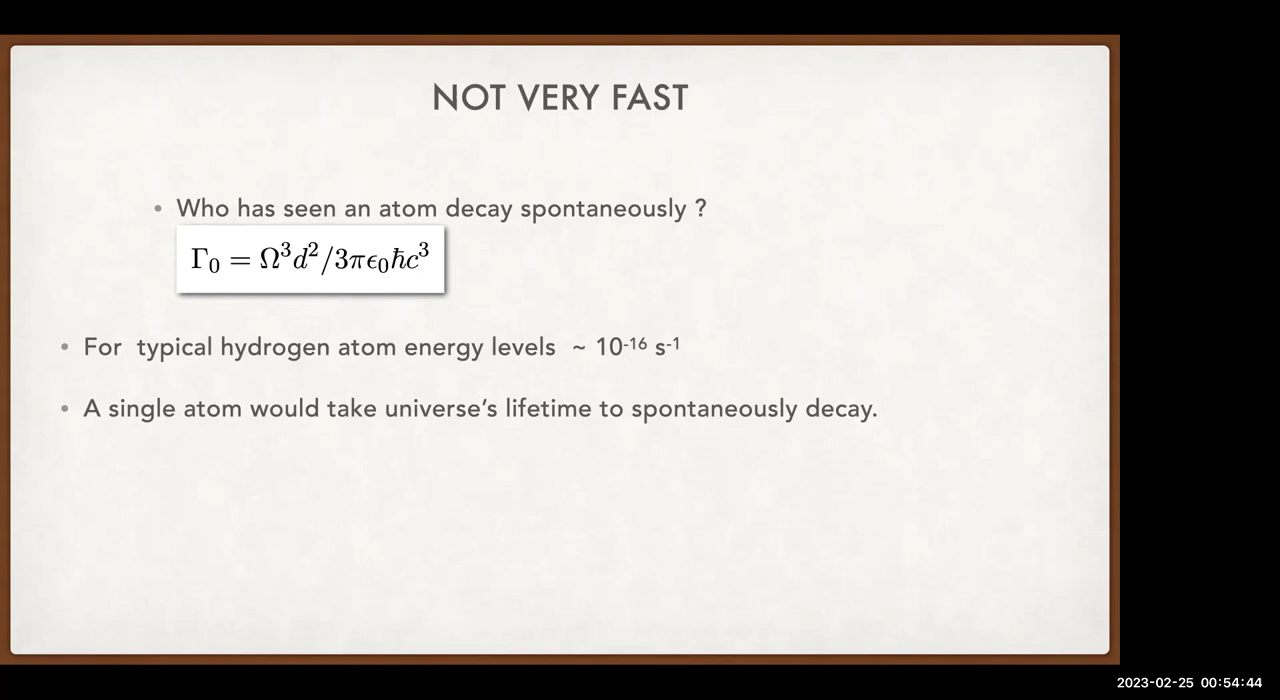 NOT VERY FAST
• Who has seen an atom decay spontaneously ?
Γ₀ = Ω³d²/3πϵ₀ℏc³
• For typical hydrogen atom energy levels ~ 10⁻¹⁶ s⁻¹
• A single atom would take universe’s lifetime to spontaneously decay.
2023-02-25 00:54:44